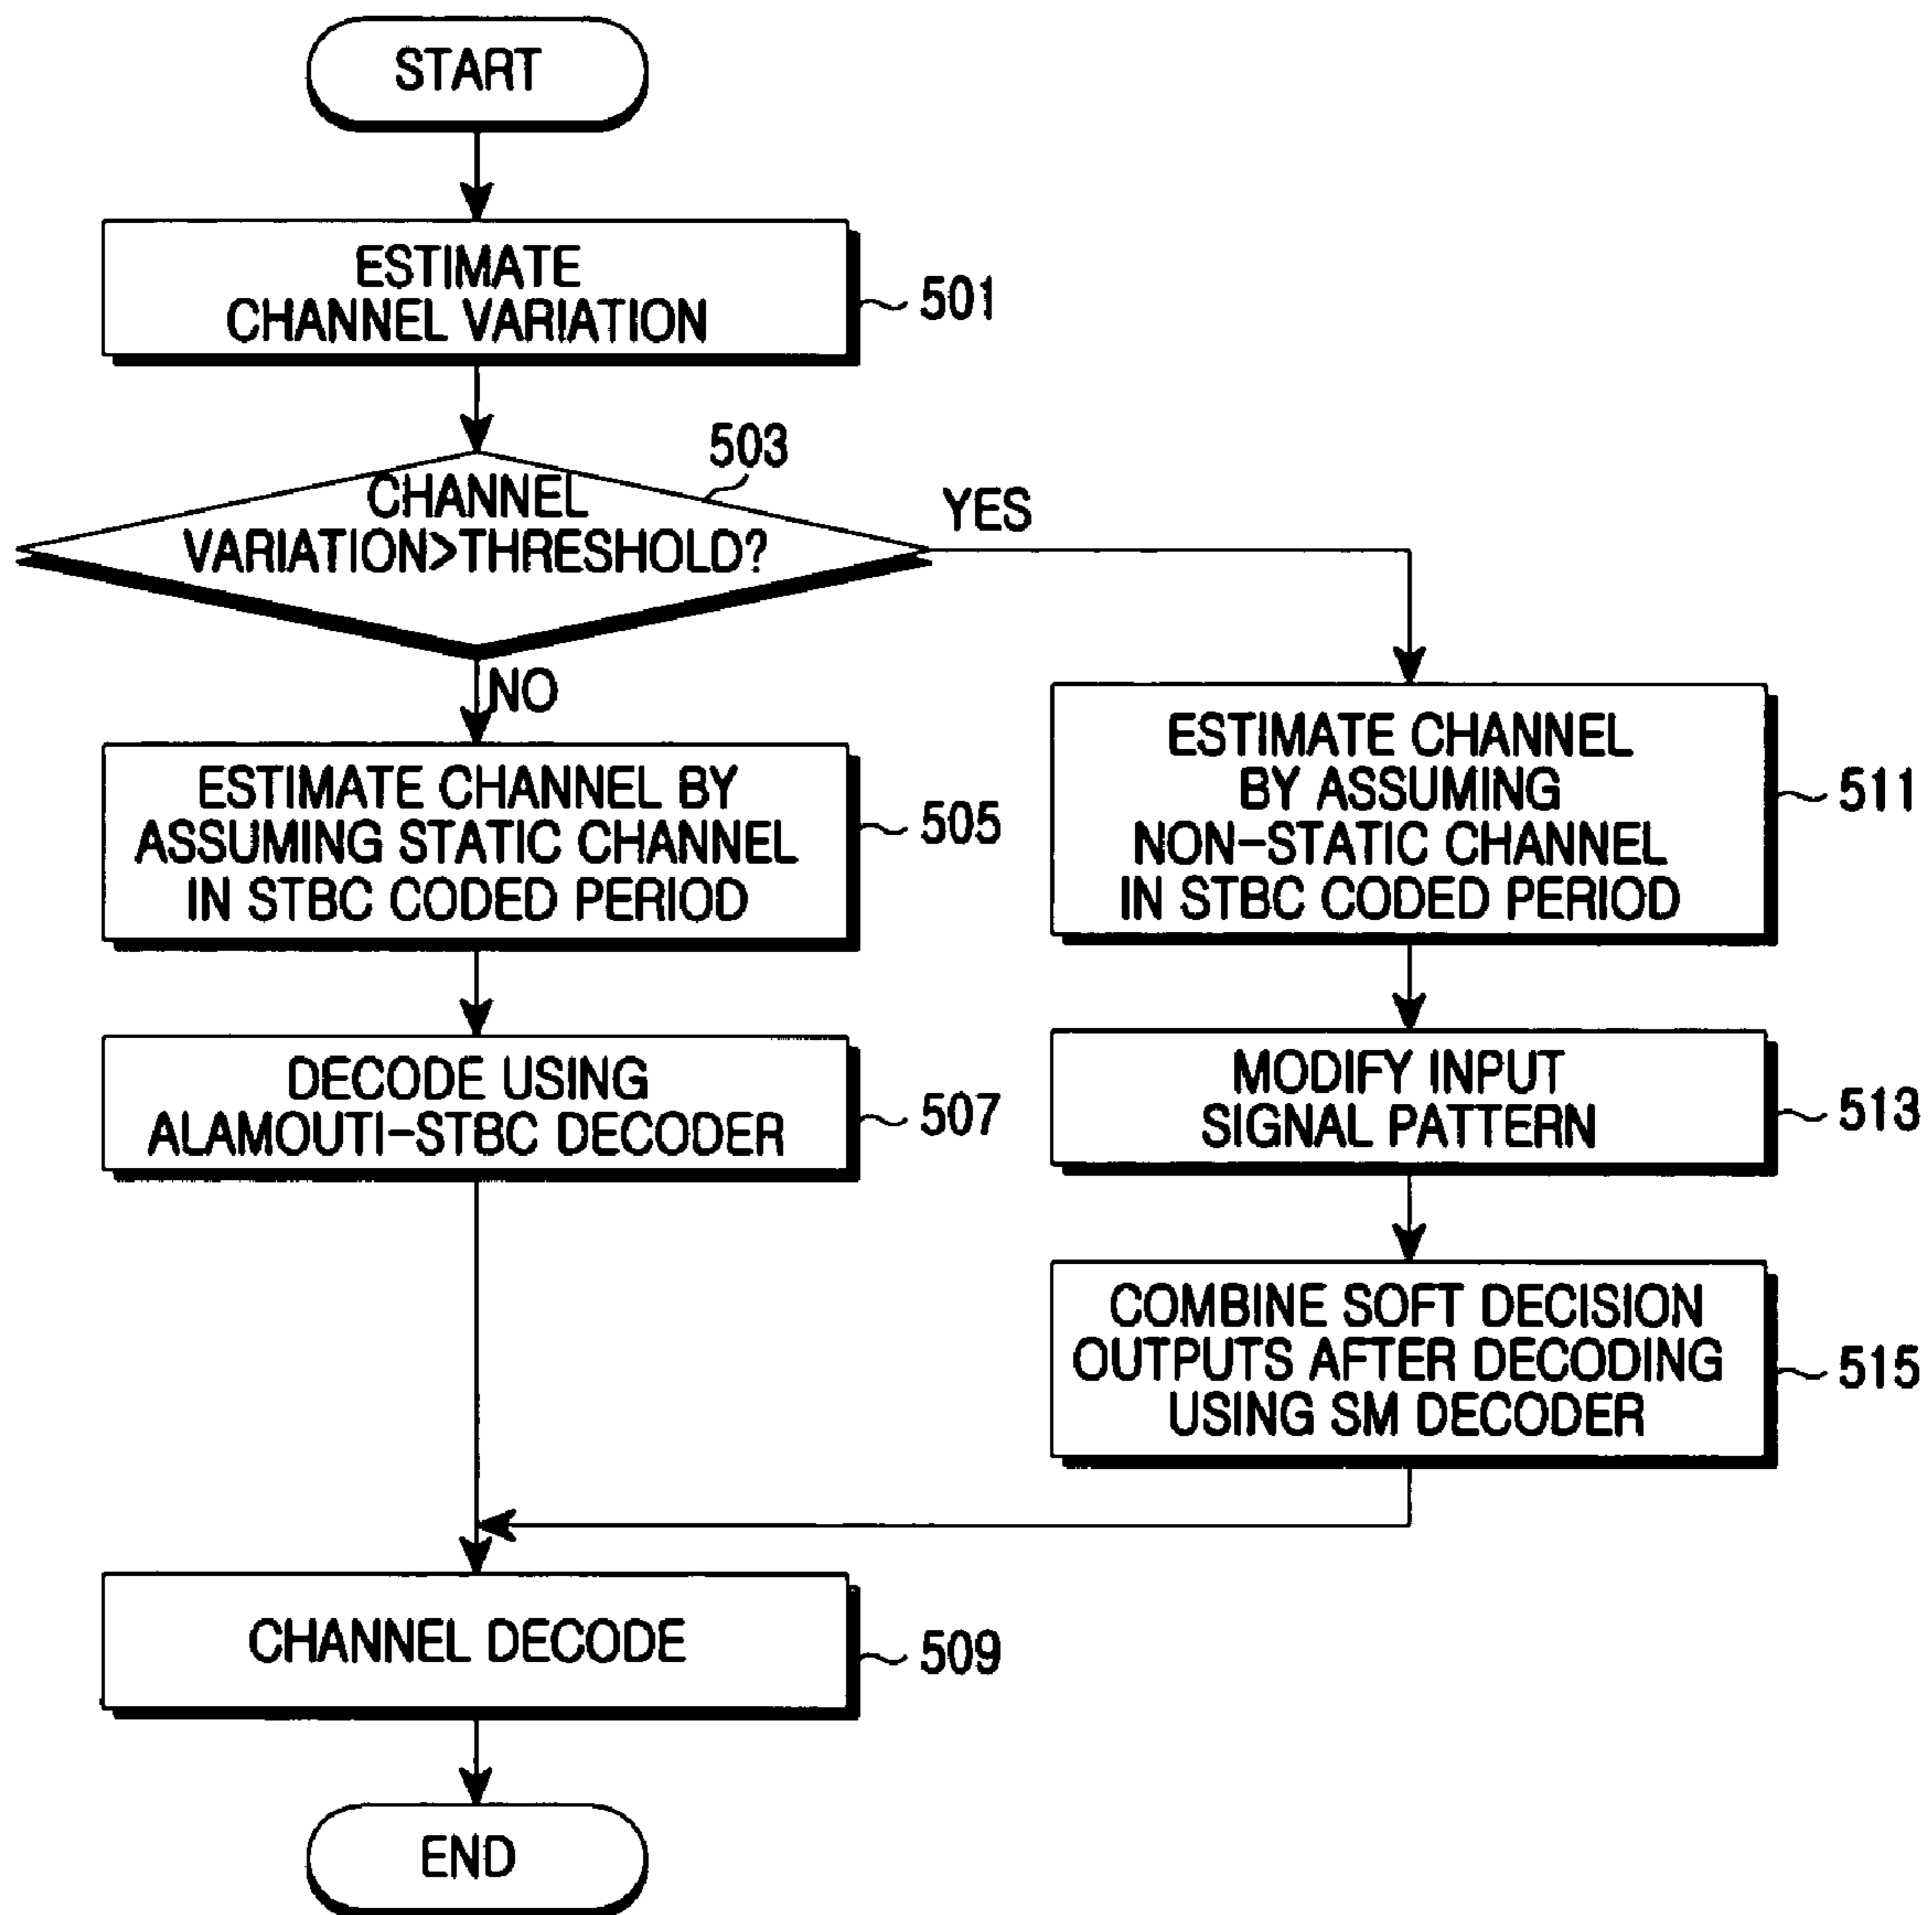 START
ESTIMATE
CHANNEL VARIATION
501
503
CHANNEL
VARIATION>THRESHOLD?
YES
NO
ESTIMATE CHANNEL BY
ASSUMING STATIC CHANNEL
IN STBC CODED PERIOD
505
ESTIMATE CHANNEL
BY ASSUMING
NON-STATIC CHANNEL
IN STBC CODED PERIOD
511
DECODE USING
ALAMOUTI-STBC DECODER
507
MODIFY INPUT
SIGNAL PATTERN
513
COMBINE SOFT DECISION
OUTPUTS AFTER DECODING
USING SM DECODER
515
CHANNEL DECODE
509
END